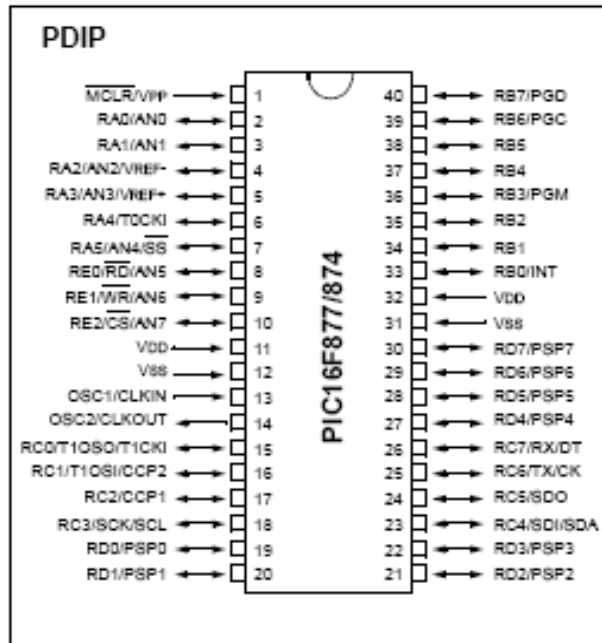 PDIP
MCLR/VPP 1 40 RB7/PGD
RA0/AN0 2 39 RB6/PGC
RA1/AN1 3 38 RB5
RA2/AN2/VREF- 4 37 RB4
RA3/AN3/VREF+ 5 36 RB3/PGM
RA4/T0CKI 6 35 RB2
RA5/AN4/SS 7 34 RB1
RE0/RD/AN5 8 33 RB0/INT
RE1/WR/AN6 9 32 VDD
RE2/CS/AN7 10 31 VSS
VDD 11 30 RD7/PSP7
VSS 12 29 RD6/PSP6
OSC1/CLKIN 13 28 RD5/PSP5
OSC2/CLKOUT 14 27 RD4/PSP4
RC0/T1OSO/T1CKI 15 26 RC7/RX/DT
RC1/T1OSI/CCP2 16 25 RC6/TX/CK
RC2/CCP1 17 24 RC5/SDO
RC3/SCK/SCL 18 23 RC4/SDI/SDA
RD0/PSP0 19 22 RD3/PSP3
RD1/PSP1 20 21 RD2/PSP2
PIC16F877/874